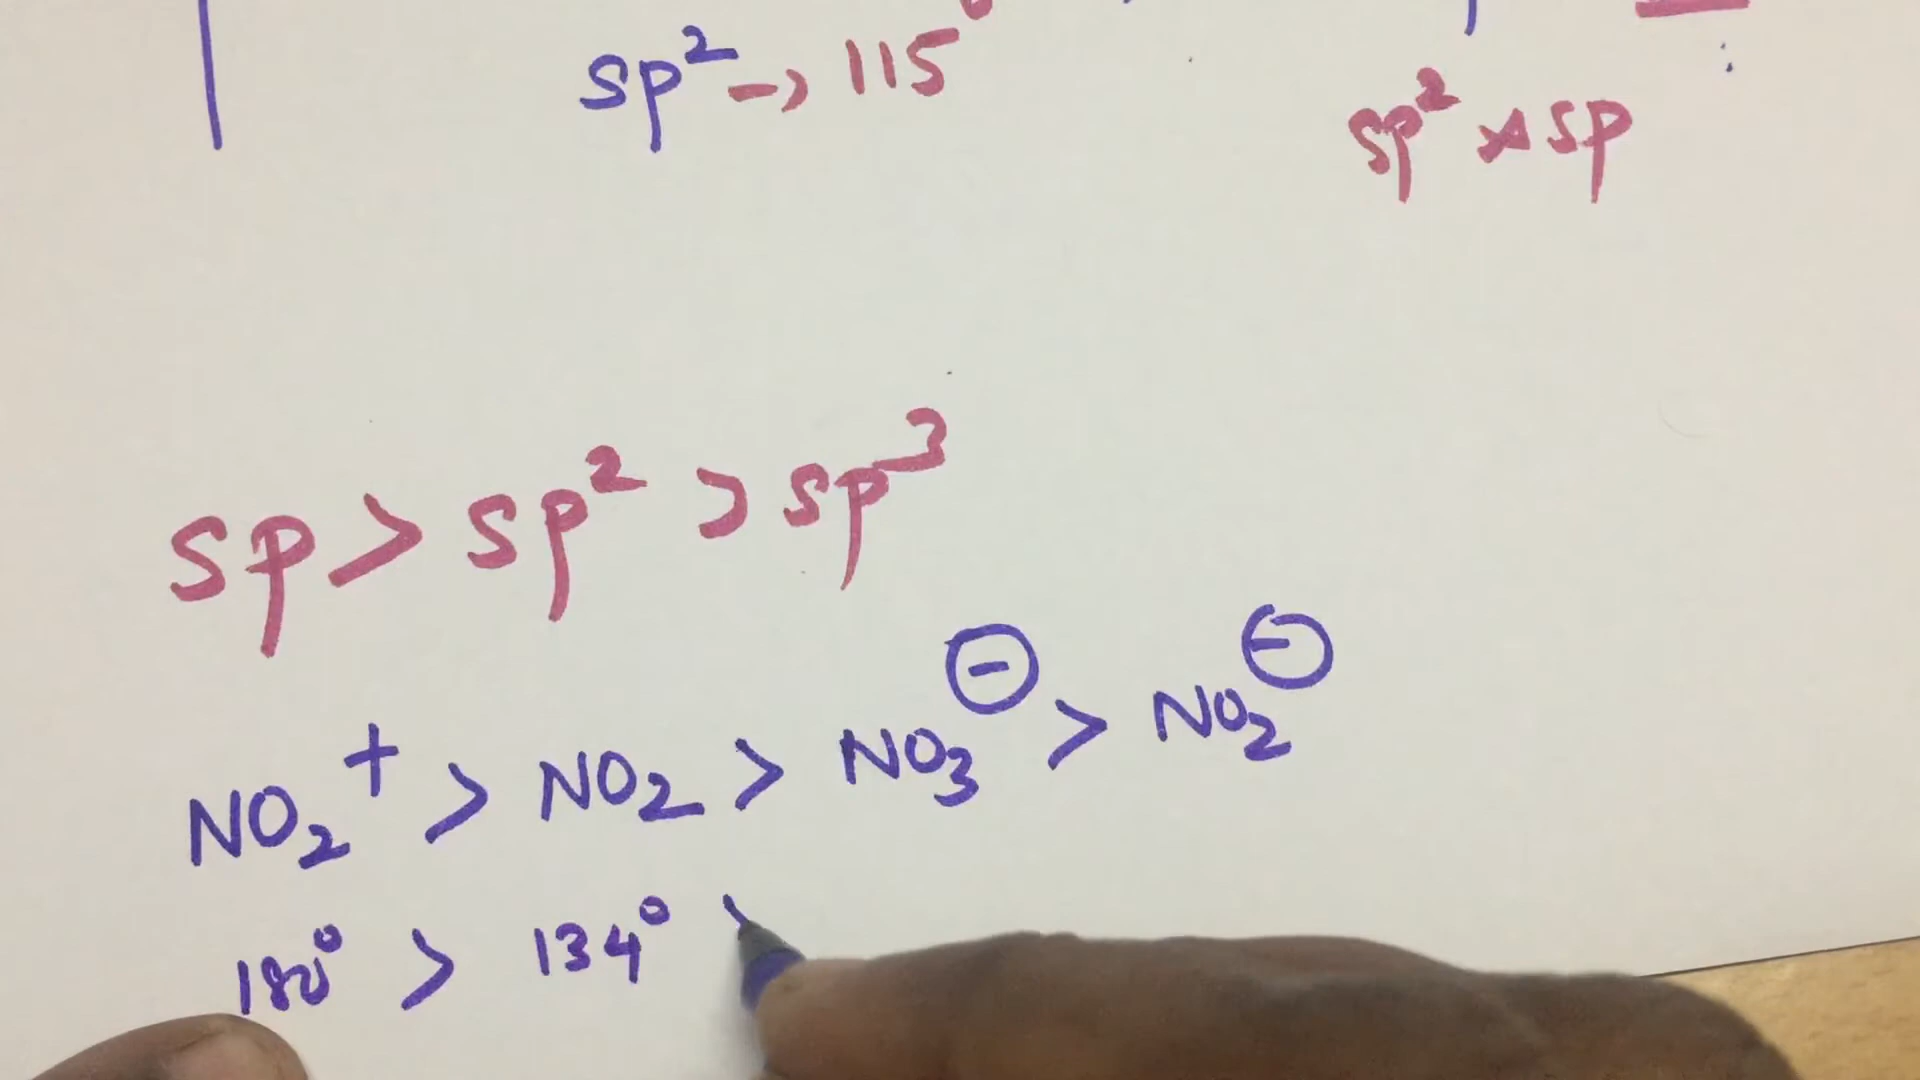 sp² → 115°
sp² × sp
sp > sp² > sp³
NO₂⁺ > NO₂ > NO₃⊖ > NO₂⊖
180° > 134° >